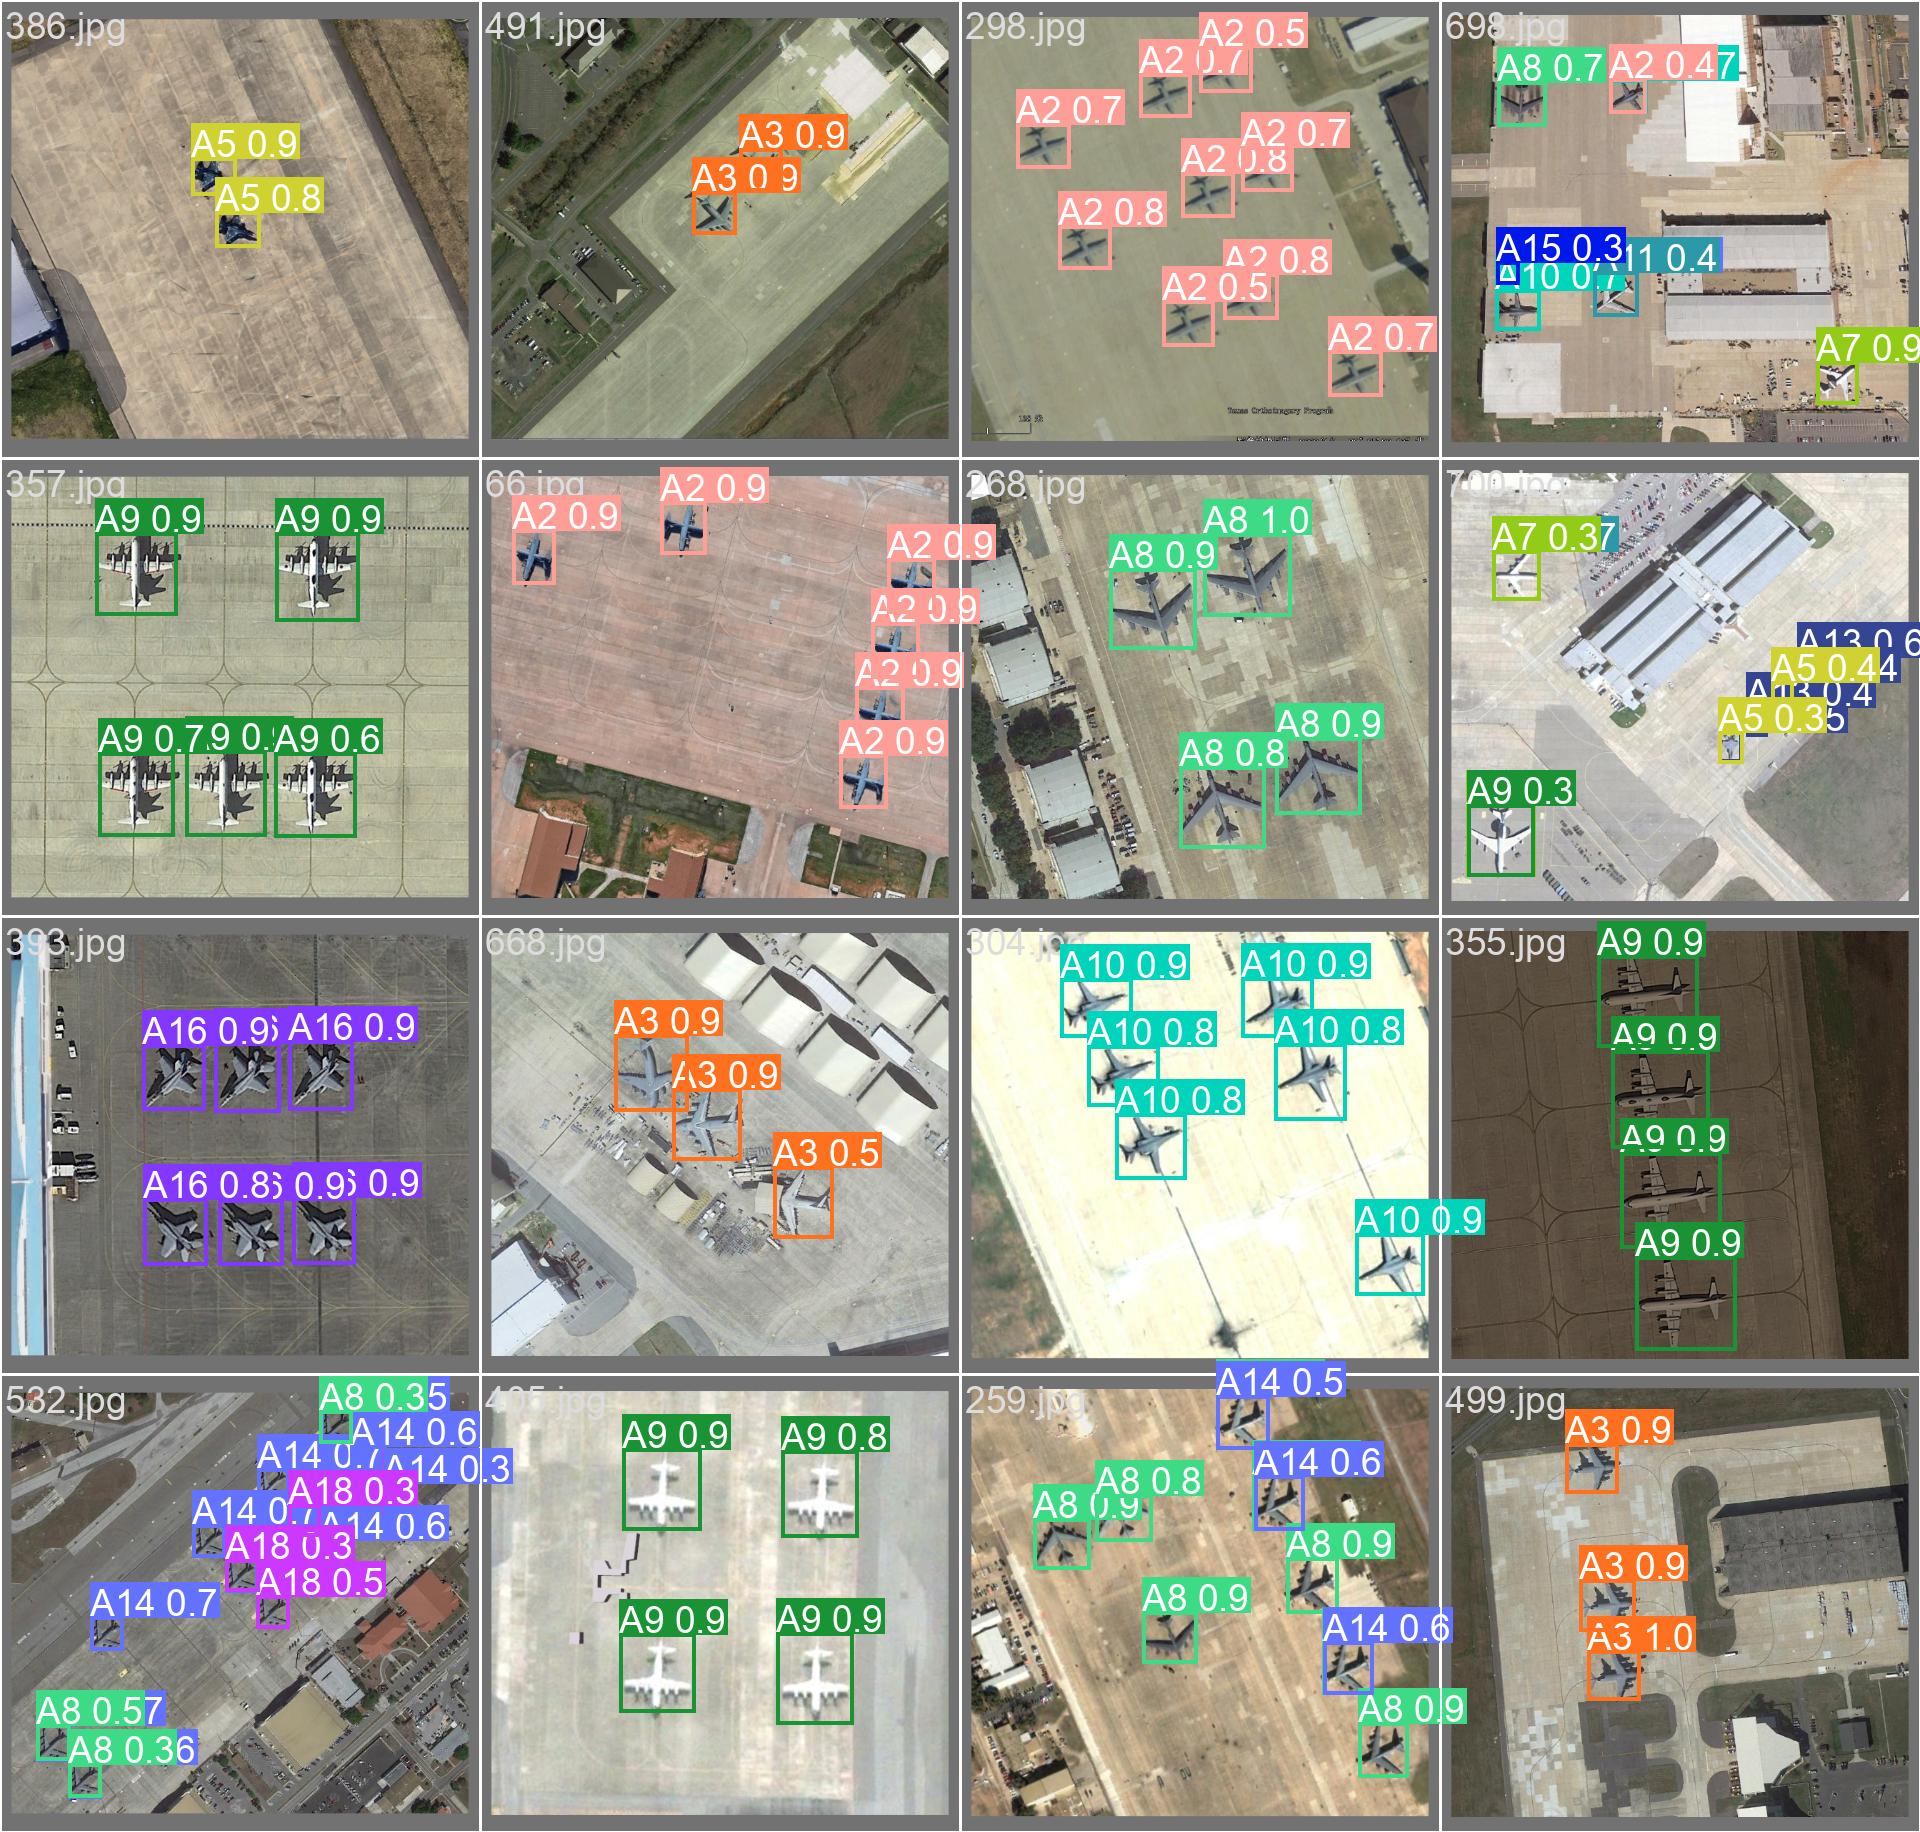 386.jpg
A5 0.9
A5 0.8
491.jpg
A3 0.9
A3 0.9
298.jpg
A2 0.5
A2 0.7
A2 0.7
A2 0.7
A2 0.8
A2 0.8
A2 0.8
A2 0.5
A2 0.7
Texas Orthoimagery Program
698.jpg
A8 0.7
A2 0.47
A15 0.3
A11 0.4
A10 0.7
A7 0.9
357.jpg
A9 0.9
A9 0.9
A9 0.7
A9 0.6
66.jpg
A2 0.9
A2 0.9
A2 0.9
A2 0.9
A2 0.9
A2 0.9
268.jpg
A8 1.0
A8 0.9
A8 0.9
A8 0.8
700.jpg
A7 0.37
A13 0.6
A5 0.44
A13 0.4
A5 0.35
A9 0.3
393.jpg
A16 0.9
A16 0.9
A16 0.8
0.9
0.9
668.jpg
A3 0.9
A3 0.9
A3 0.5
304.jpg
A10 0.9
A10 0.9
A10 0.8
A10 0.8
A10 0.8
A10 0.9
355.jpg
A9 0.9
A9 0.9
A9 0.9
A9 0.9
532.jpg
A8 0.35
A14 0.6
A14 0.7
A14 0.3
A18 0.3
A14 0.7
A14 0.6
A18 0.3
A18 0.5
A14 0.7
A8 0.57
A8 0.36
405.jpg
A9 0.9
A9 0.8
A9 0.9
A9 0.9
259.jpg
A14 0.5
A14 0.6
A8 0.8
A8 0.9
A8 0.9
A8 0.9
A14 0.6
A8 0.9
499.jpg
A3 0.9
A3 0.9
A3 1.0